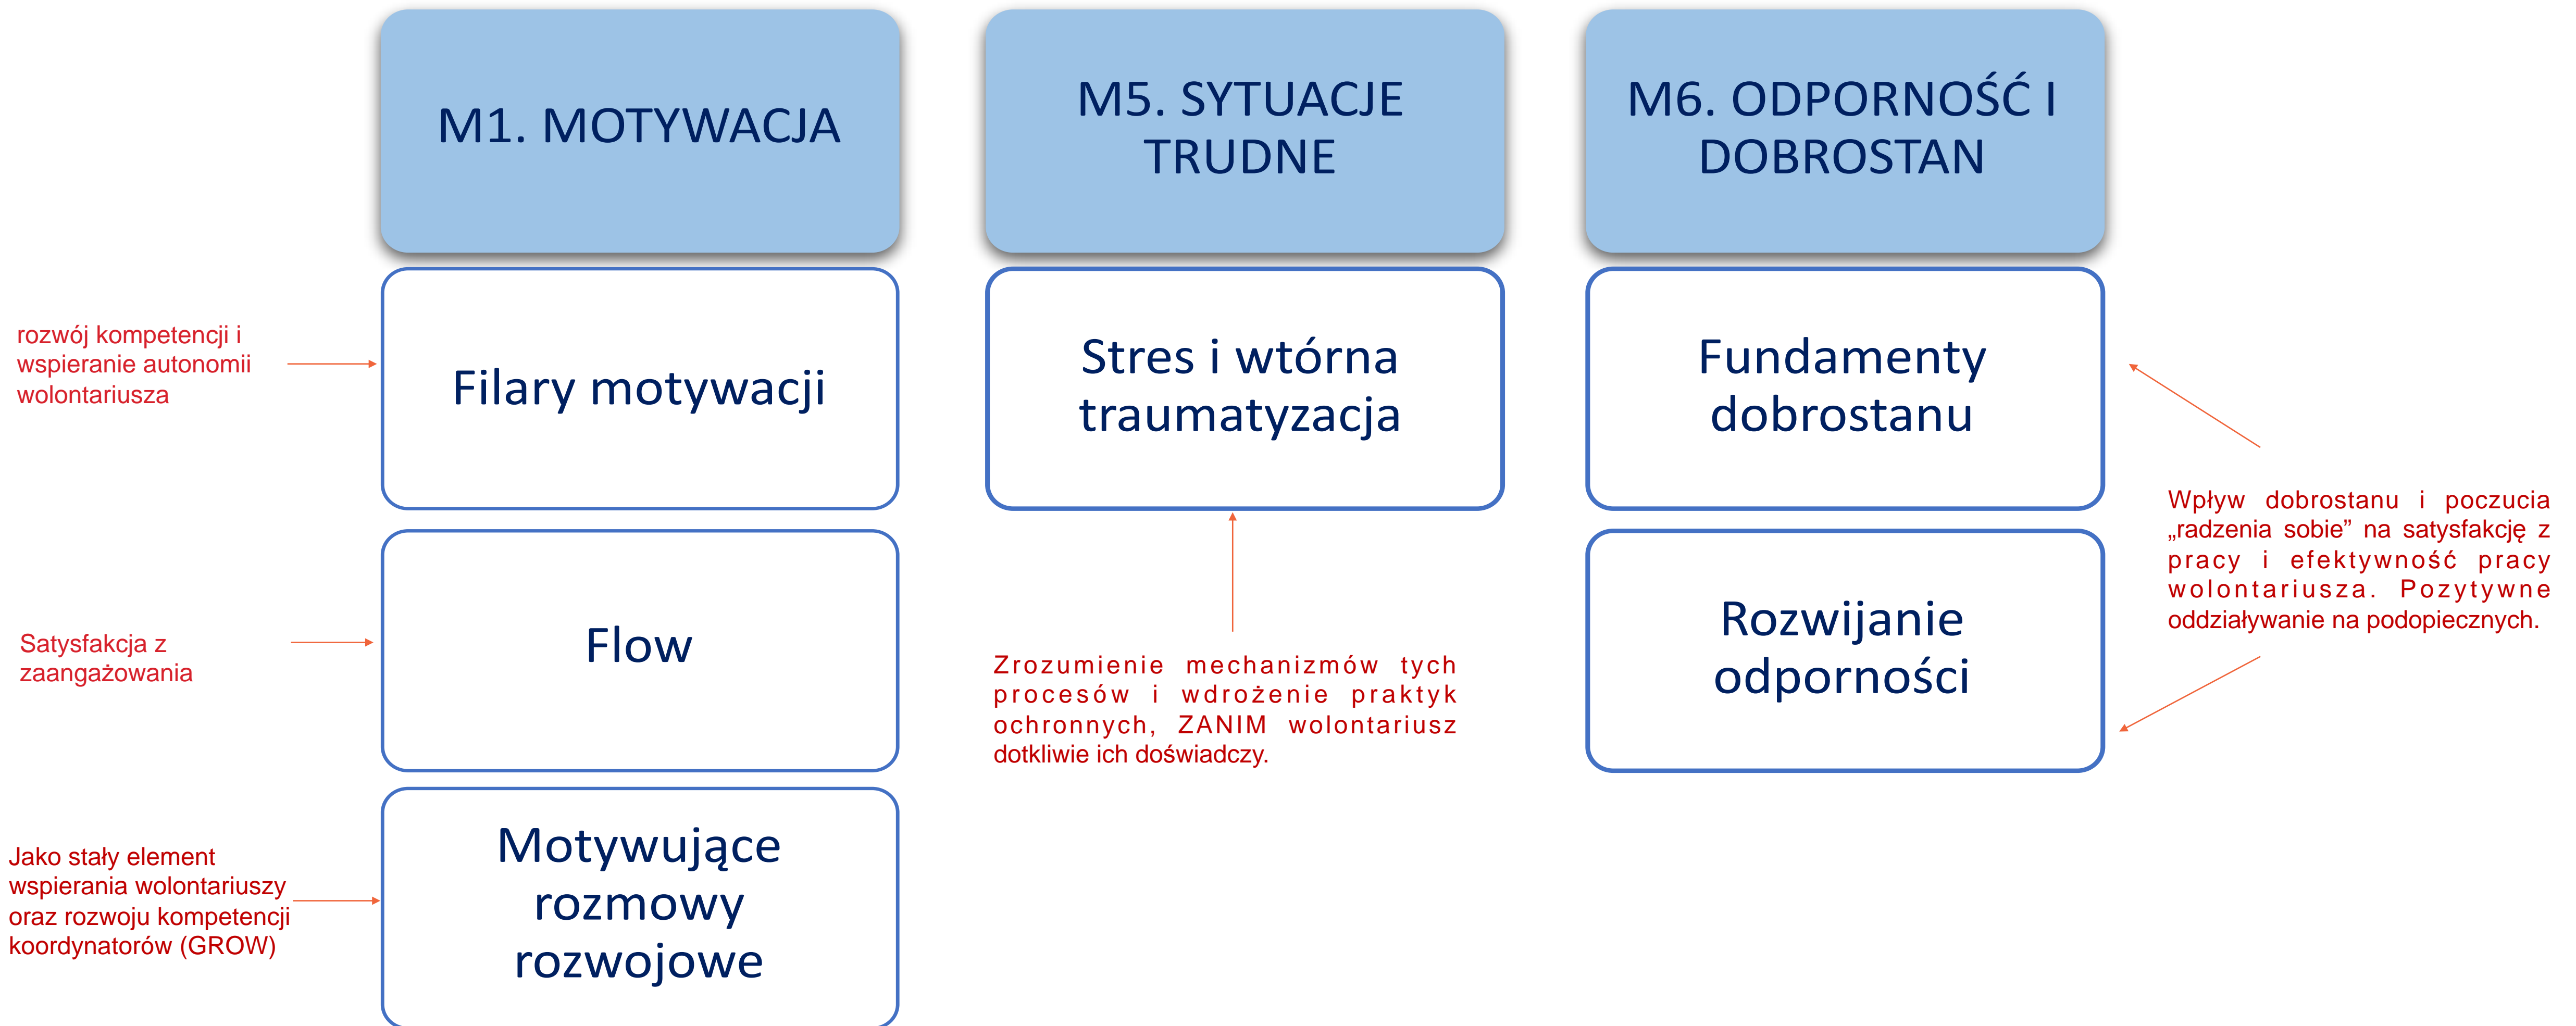 M1. MOTYWACJA
M5. SYTUACJE
TRUDNE
M6. ODPORNOŚĆ I
DOBROSTAN
rozwój kompetencji i
wspieranie autonomii
wolontariusza
Filary motywacji
Stres i wtórna
traumatyzacja
Fundamenty
dobrostanu
Wpływ dobrostanu i poczucia
„radzenia sobie” na satysfakcję z
pracy i efektywność pracy
wolontariusza. Pozytywne
oddziaływanie na podopiecznych.
Satysfakcja z
zaangażowania
Flow
Zrozumienie mechanizmów tych
procesów i wdrożenie praktyk
ochronnych, ZANIM wolontariusz
dotkliwie ich doświadczy.
Rozwijanie
odporności
Jako stały element
wspierania wolontariuszy
oraz rozwoju kompetencji
koordynatorów (GROW)
Motywujące
rozmowy
rozwojowe